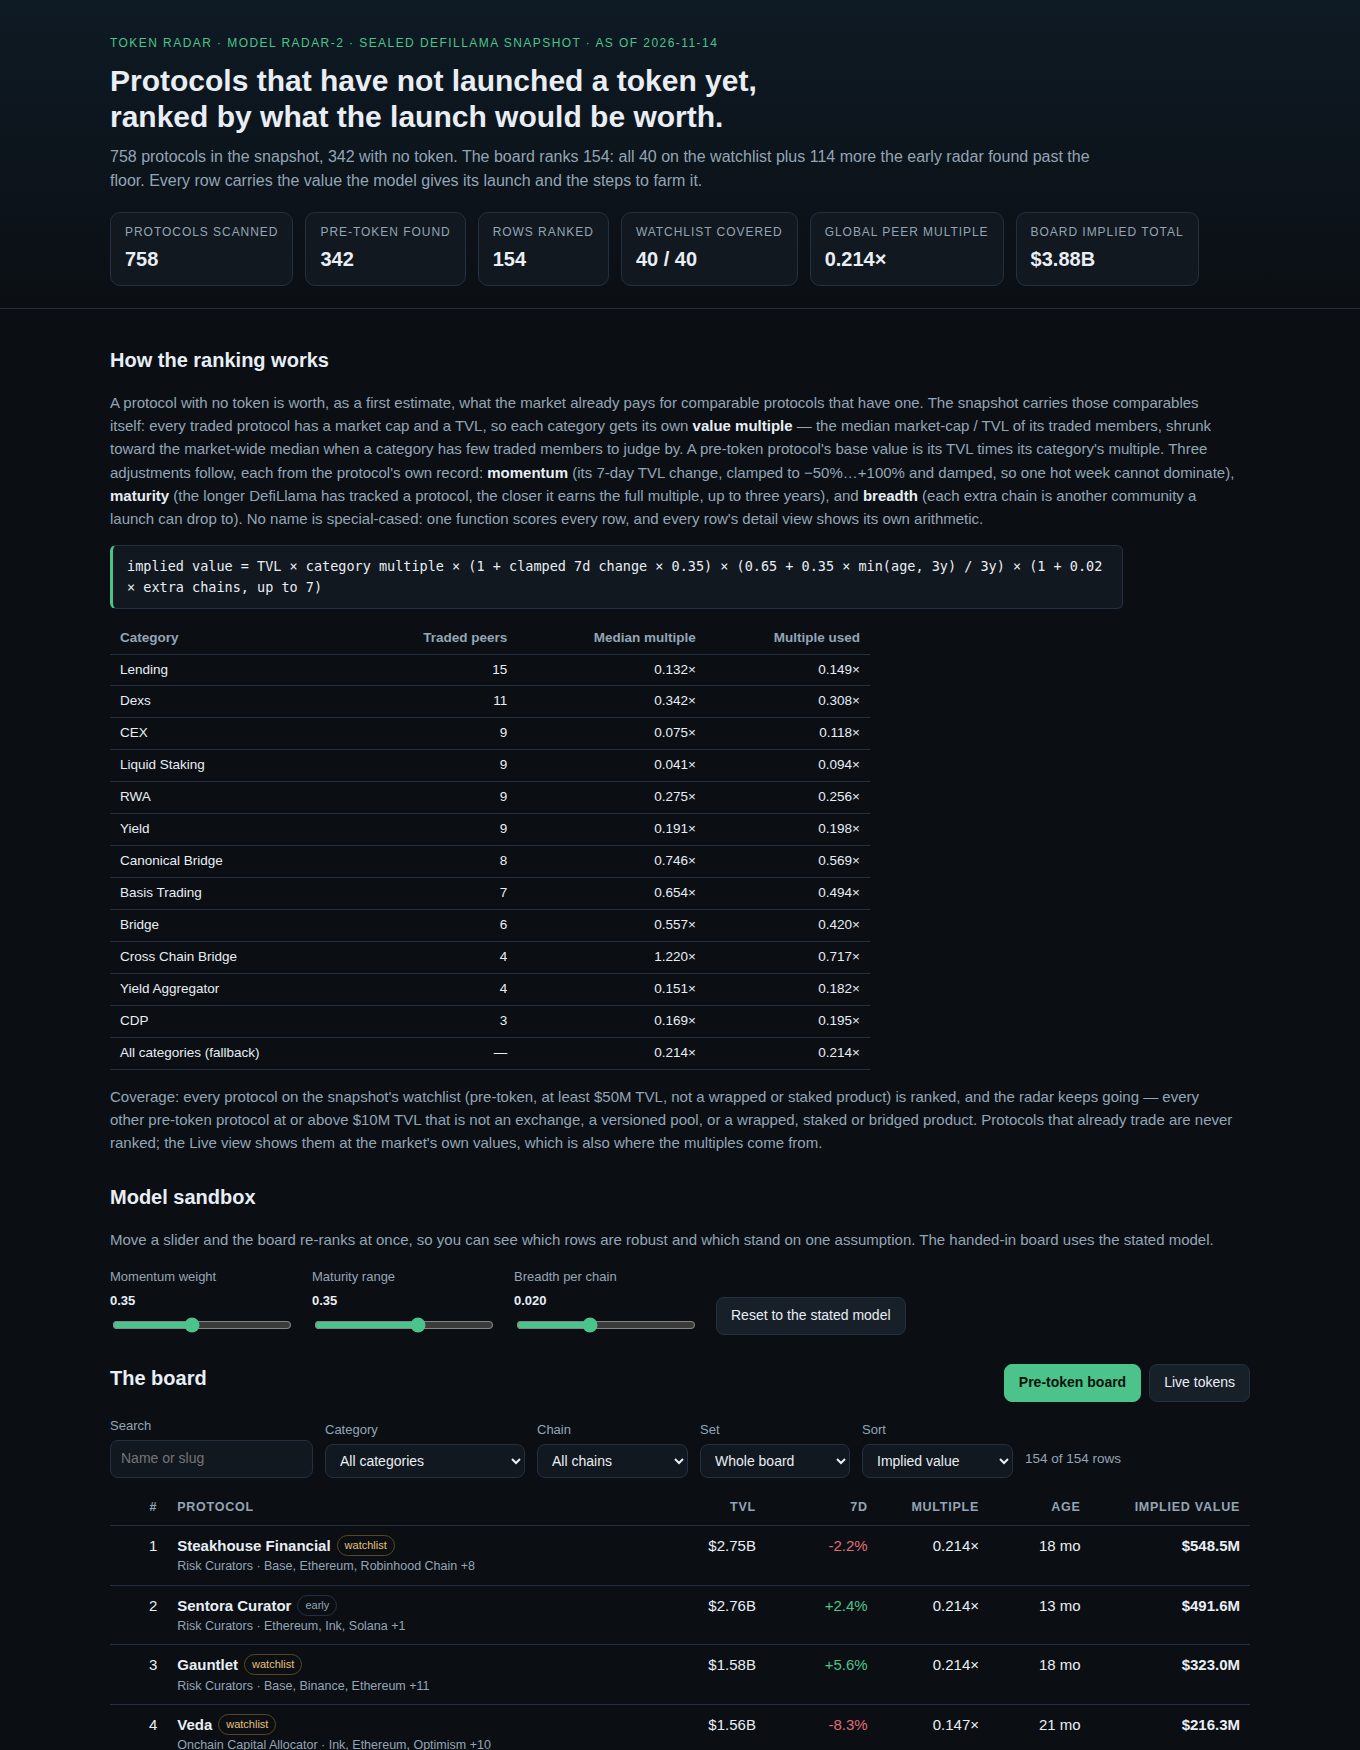 TOKEN RADAR · MODEL RADAR-2 · SEALED DEFILLAMA SNAPSHOT · AS OF 2026-11-14
Protocols that have not launched a token yet,
ranked by what the launch would be worth.
758 protocols in the snapshot, 342 with no token. The board ranks 154: all 40 on the watchlist plus 114 more the early radar found past the
floor. Every row carries the value the model gives its launch and the steps to farm it.
PROTOCOLS SCANNED PRE-TOKEN FOUND ROWS RANKED WATCHLIST COVERED GLOBAL PEER MULTIPLE BOARD IMPLIED TOTAL
758 342 154 40 / 40 0.214× $3.88B
How the ranking works
A protocol with no token is worth, as a first estimate, what the market already pays for comparable protocols that have one. The snapshot carries those comparables
itself: every traded protocol has a market cap and a TVL, so each category gets its own value multiple — the median market-cap / TVL of its traded members, shrunk
toward the market-wide median when a category has few traded members to judge by. A pre-token protocol's base value is its TVL times its category's multiple. Three
adjustments follow, each from the protocol's own record: momentum (its 7-day TVL change, clamped to −50%…+100% and damped, so one hot week cannot dominate),
maturity (the longer DefiLlama has tracked a protocol, the closer it earns the full multiple, up to three years), and breadth (each extra chain is another community a
launch can drop to). No name is special-cased: one function scores every row, and every row's detail view shows its own arithmetic.
implied value = TVL × category multiple × (1 + clamped 7d change × 0.35) × (0.65 + 0.35 × min(age, 3y) / 3y) × (1 + 0.02
× extra chains, up to 7)
Category Traded peers Median multiple Multiple used
Lending 15 0.132× 0.149×
Dexs 11 0.342× 0.308×
CEX 9 0.075× 0.118×
Liquid Staking 9 0.041× 0.094×
RWA 9 0.275× 0.256×
Yield 9 0.191× 0.198×
Canonical Bridge 8 0.746× 0.569×
Basis Trading 7 0.654× 0.494×
Bridge 6 0.557× 0.420×
Cross Chain Bridge 4 1.220× 0.717×
Yield Aggregator 4 0.151× 0.182×
CDP 3 0.169× 0.195×
All categories (fallback) — 0.214× 0.214×
Coverage: every protocol on the snapshot's watchlist (pre-token, at least $50M TVL, not a wrapped or staked product) is ranked, and the radar keeps going — every
other pre-token protocol at or above $10M TVL that is not an exchange, a versioned pool, or a wrapped, staked or bridged product. Protocols that already trade are never
ranked; the Live view shows them at the market's own values, which is also where the multiples come from.
Model sandbox
Move a slider and the board re-ranks at once, so you can see which rows are robust and which stand on one assumption. The handed-in board uses the stated model.
Momentum weight Maturity range Breadth per chain
0.35 0.35 0.020
Reset to the stated model
The board
Pre-token board Live tokens
Search Category Chain Set Sort
Name or slug All categories All chains Whole board Implied value 154 of 154 rows
# PROTOCOL TVL 7D MULTIPLE AGE IMPLIED VALUE
1 Steakhouse Financial watchlist $2.75B -2.2% 0.214× 18 mo $548.5M
Risk Curators · Base, Ethereum, Robinhood Chain +8
2 Sentora Curator early $2.76B +2.4% 0.214× 13 mo $491.6M
Risk Curators · Ethereum, Ink, Solana +1
3 Gauntlet watchlist $1.58B +5.6% 0.214× 18 mo $323.0M
Risk Curators · Base, Binance, Ethereum +11
4 Veda watchlist $1.56B -8.3% 0.147× 21 mo $216.3M
Onchain Capital Allocator · Ink, Ethereum, Optimism +10